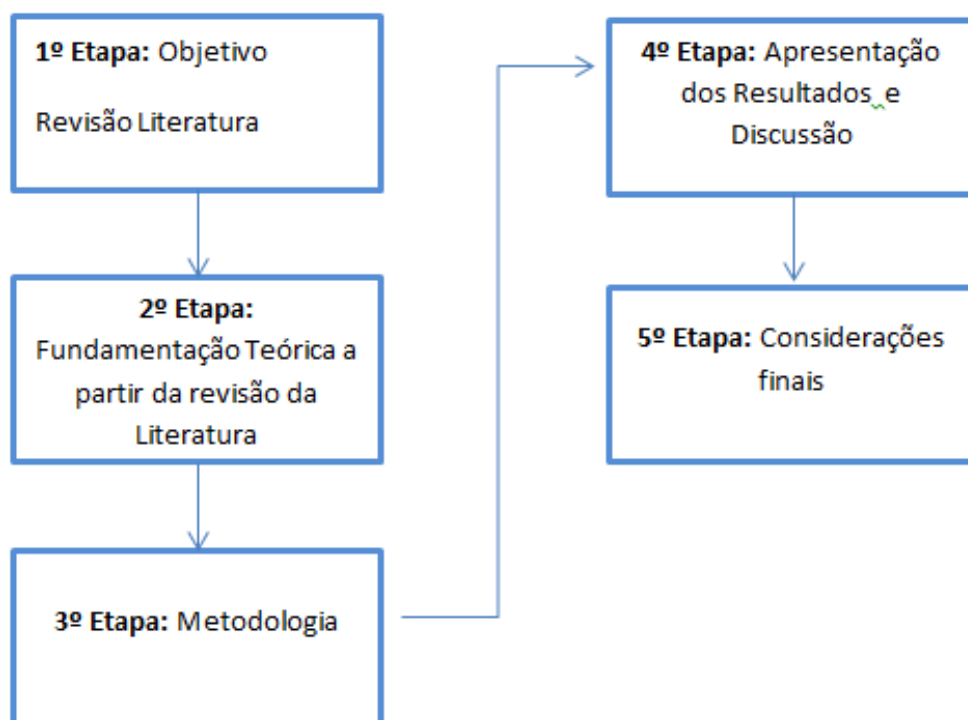 1º Etapa: Objetivo
Revisão Literatura
2º Etapa:
Fundamentação Teórica a
partir da revisão da
Literatura
3º Etapa: Metodologia
4º Etapa: Apresentação
dos Resultados e
Discussão
5º Etapa: Considerações
finais